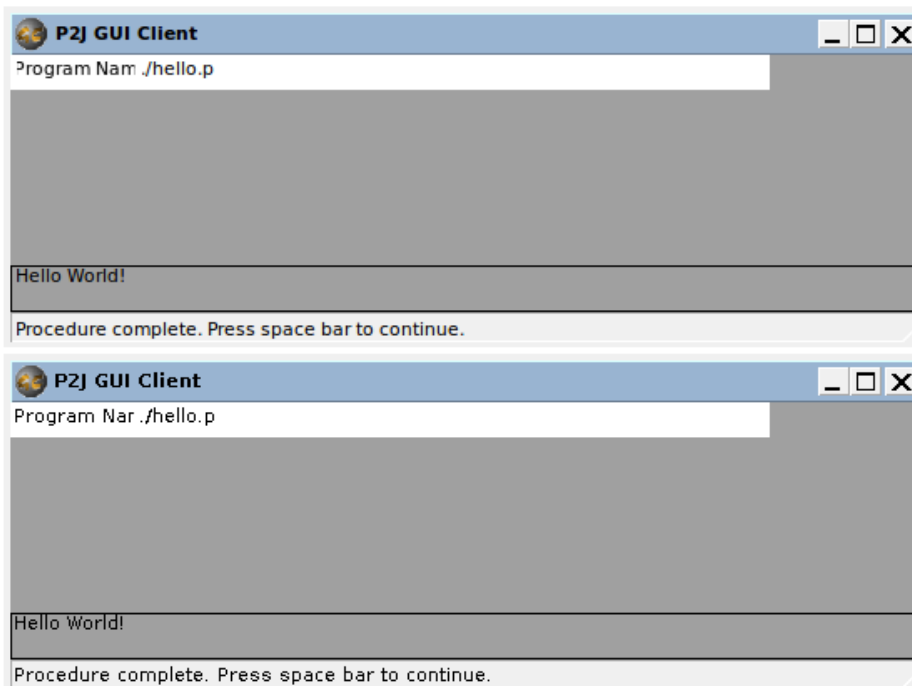 P2J GUI Client
Program Nam ./hello.p
Hello World!
Procedure complete. Press space bar to continue.
P2J GUI Client
Program Nar ./hello.p
Hello World!
Procedure complete. Press space bar to continue.